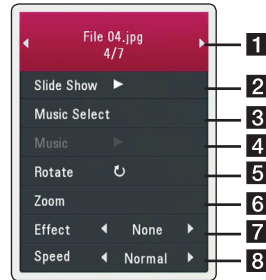 File 04.jpg
4/7
1
Slide Show
2
Music Select
3
Music
4
Rotate
5
Zoom
6
Effect None
7
Speed Normal
8